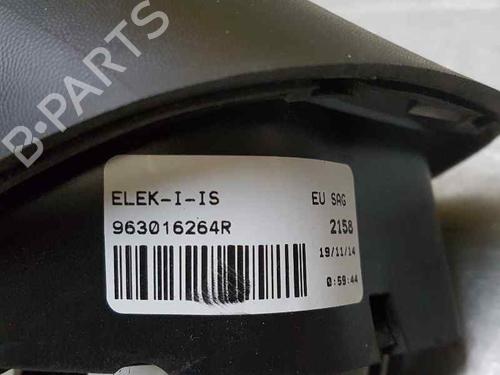 B-PARTS
ELEK-I-IS EU SAG
963016264R 2158
19/11/14
0:59:44